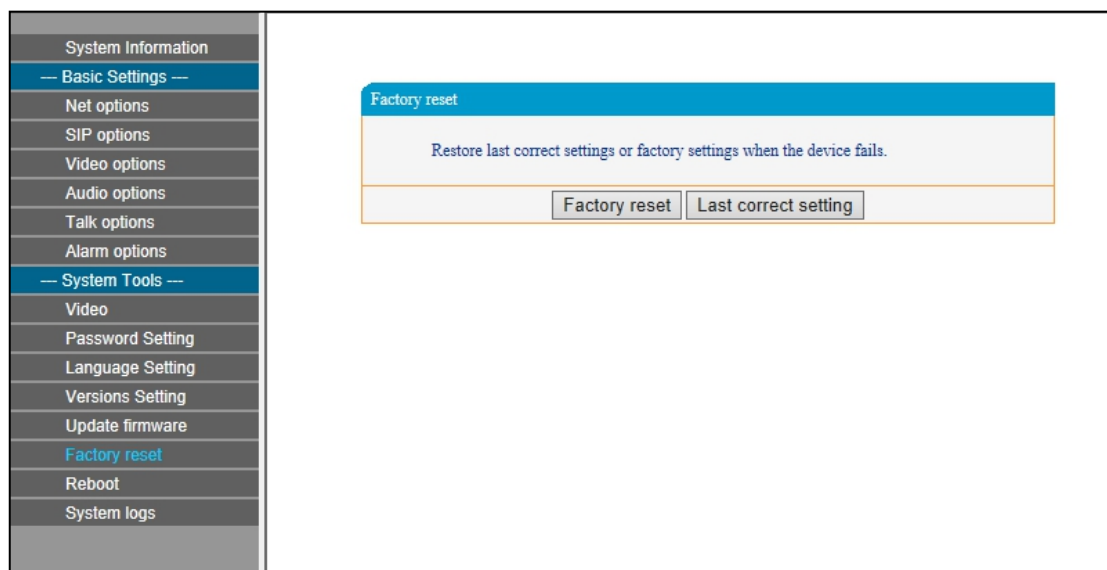 System Information
--- Basic Settings ---
Net options
SIP options
Video options
Audio options
Talk options
Alarm options
--- System Tools ---
Video
Password Setting
Language Setting
Versions Setting
Update firmware
Factory reset
Reboot
System logs
Factory reset
Restore last correct settings or factory settings when the device fails.
Factory reset Last correct setting